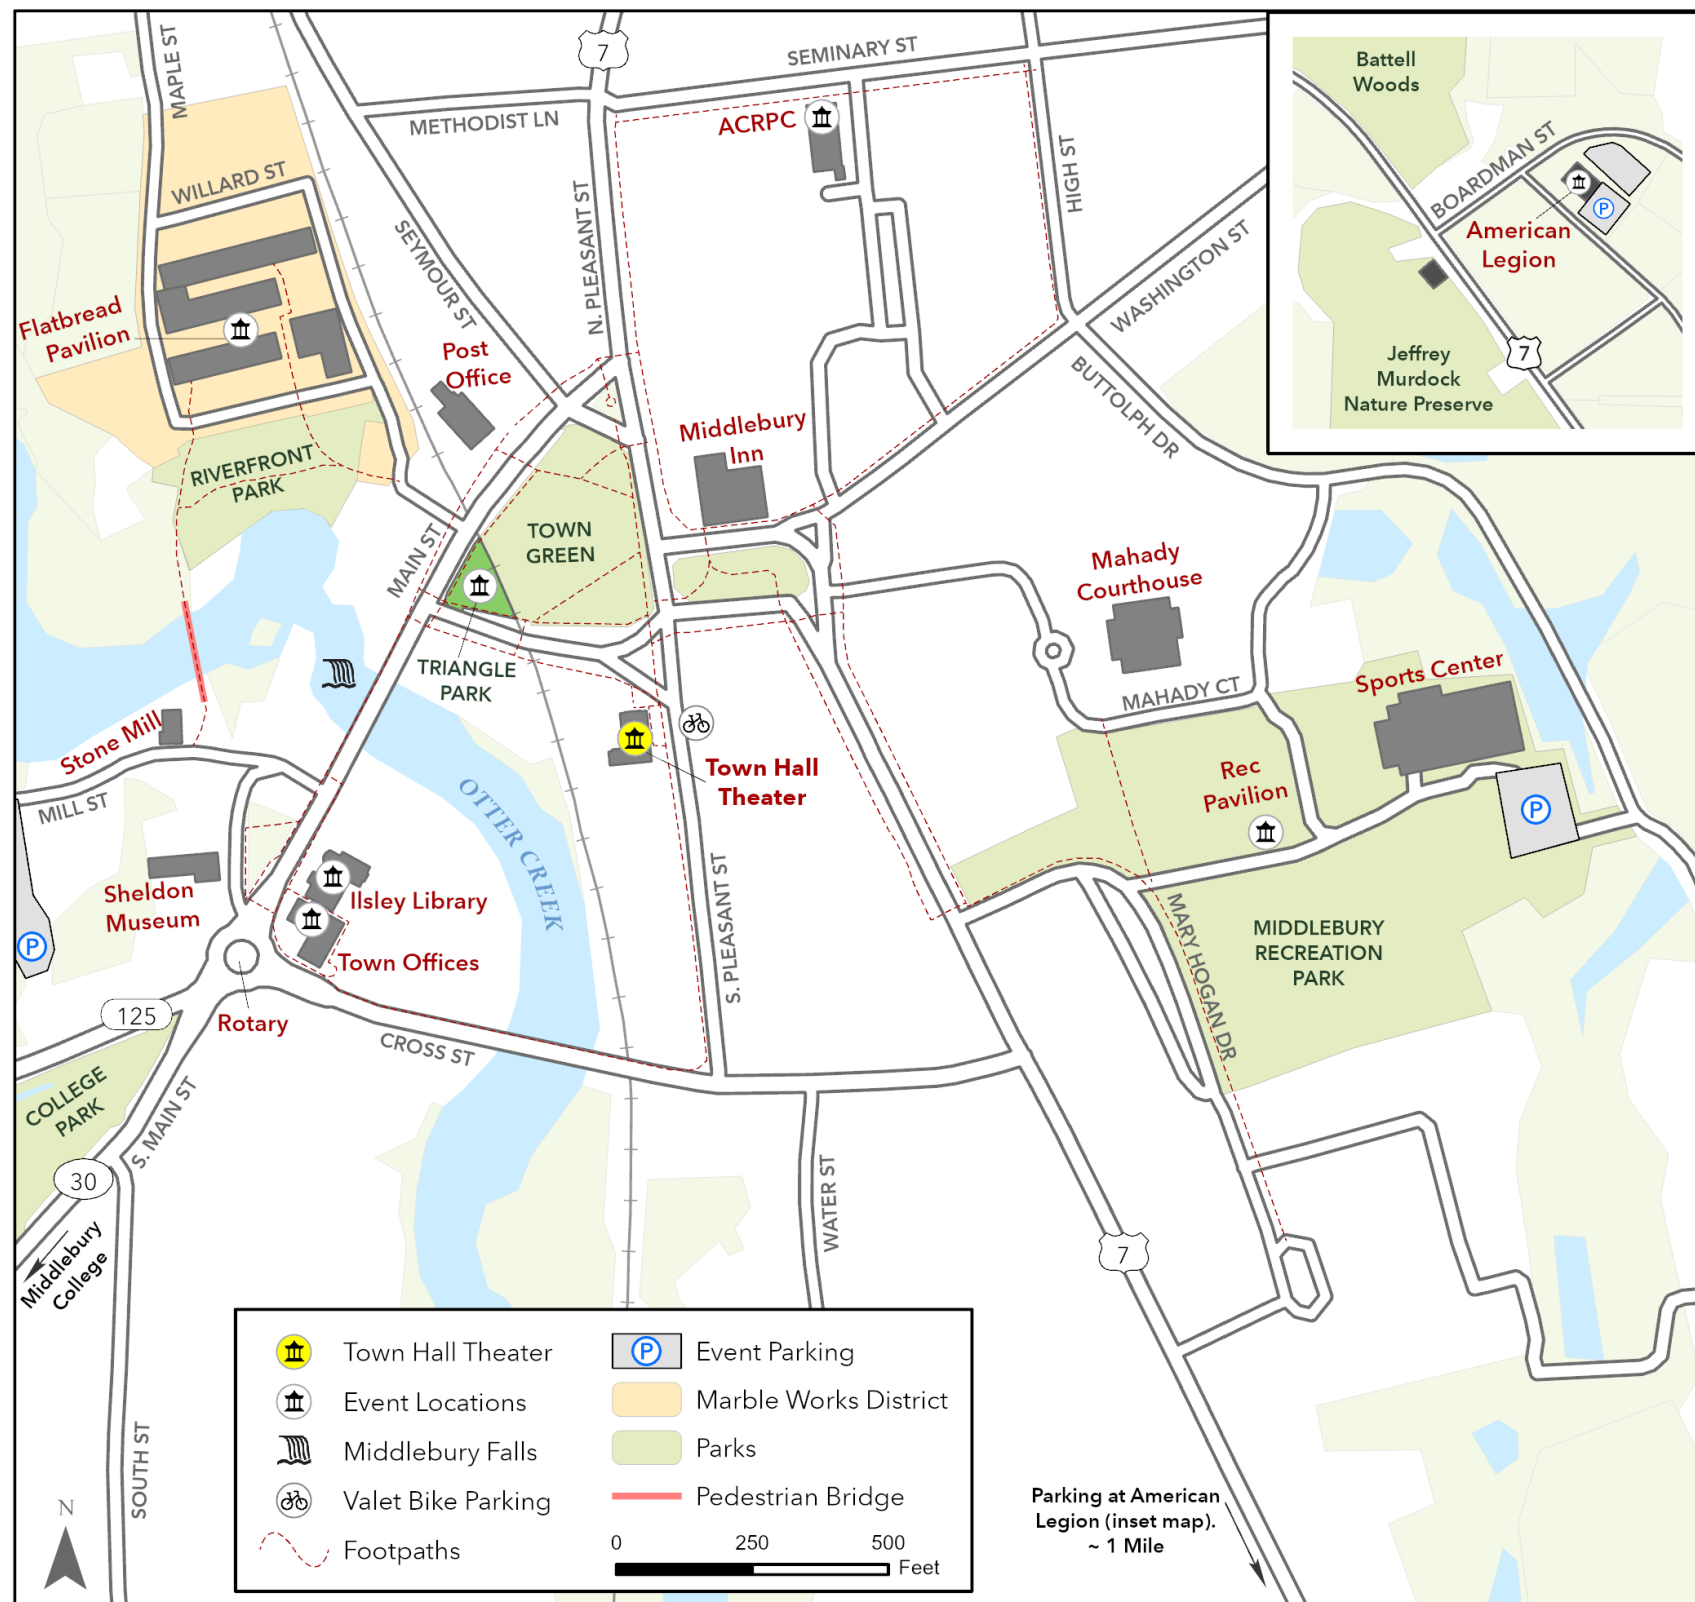 7
SEMINARY ST
MAPLE ST
METHODIST LN
ACRPC
HIGH ST
WILLARD ST
SEYMOUR ST
N. PLEASANT ST
WASHINGTON ST
Flatbread
Pavilion
Post
Office
BUTTOLPH DR
Middlebury
Inn
RIVERFRONT
PARK
MAIN ST
TOWN
GREEN
Mahady
Courthouse
TRIANGLE
PARK
MAHADY CT
Sports Center
Stone Mill
Town Hall
Theater
Rec
Pavilion
MILL ST
OTTER CREEK
P
Sheldon
Museum
Ilsley Library
S. PLEASANT ST
P
Town Offices
MARY HOGAN DR
MIDDLEBURY
RECREATION
PARK
125
Rotary
CROSS ST
COLLEGE
PARK
S. MAIN ST
30
Middlebury
College
WATER ST
7
SOUTH ST
N
Parking at American
Legion (inset map).
~ 1 Mile
Battell
Woods
BOARDMAN ST
P
American
Legion
7
Jeffrey
Murdock
Nature Preserve
Town Hall Theater
Event Locations
Middlebury Falls
Valet Bike Parking
Footpaths
P
Event Parking
Marble Works District
Parks
Pedestrian Bridge
0 250 500
Feet